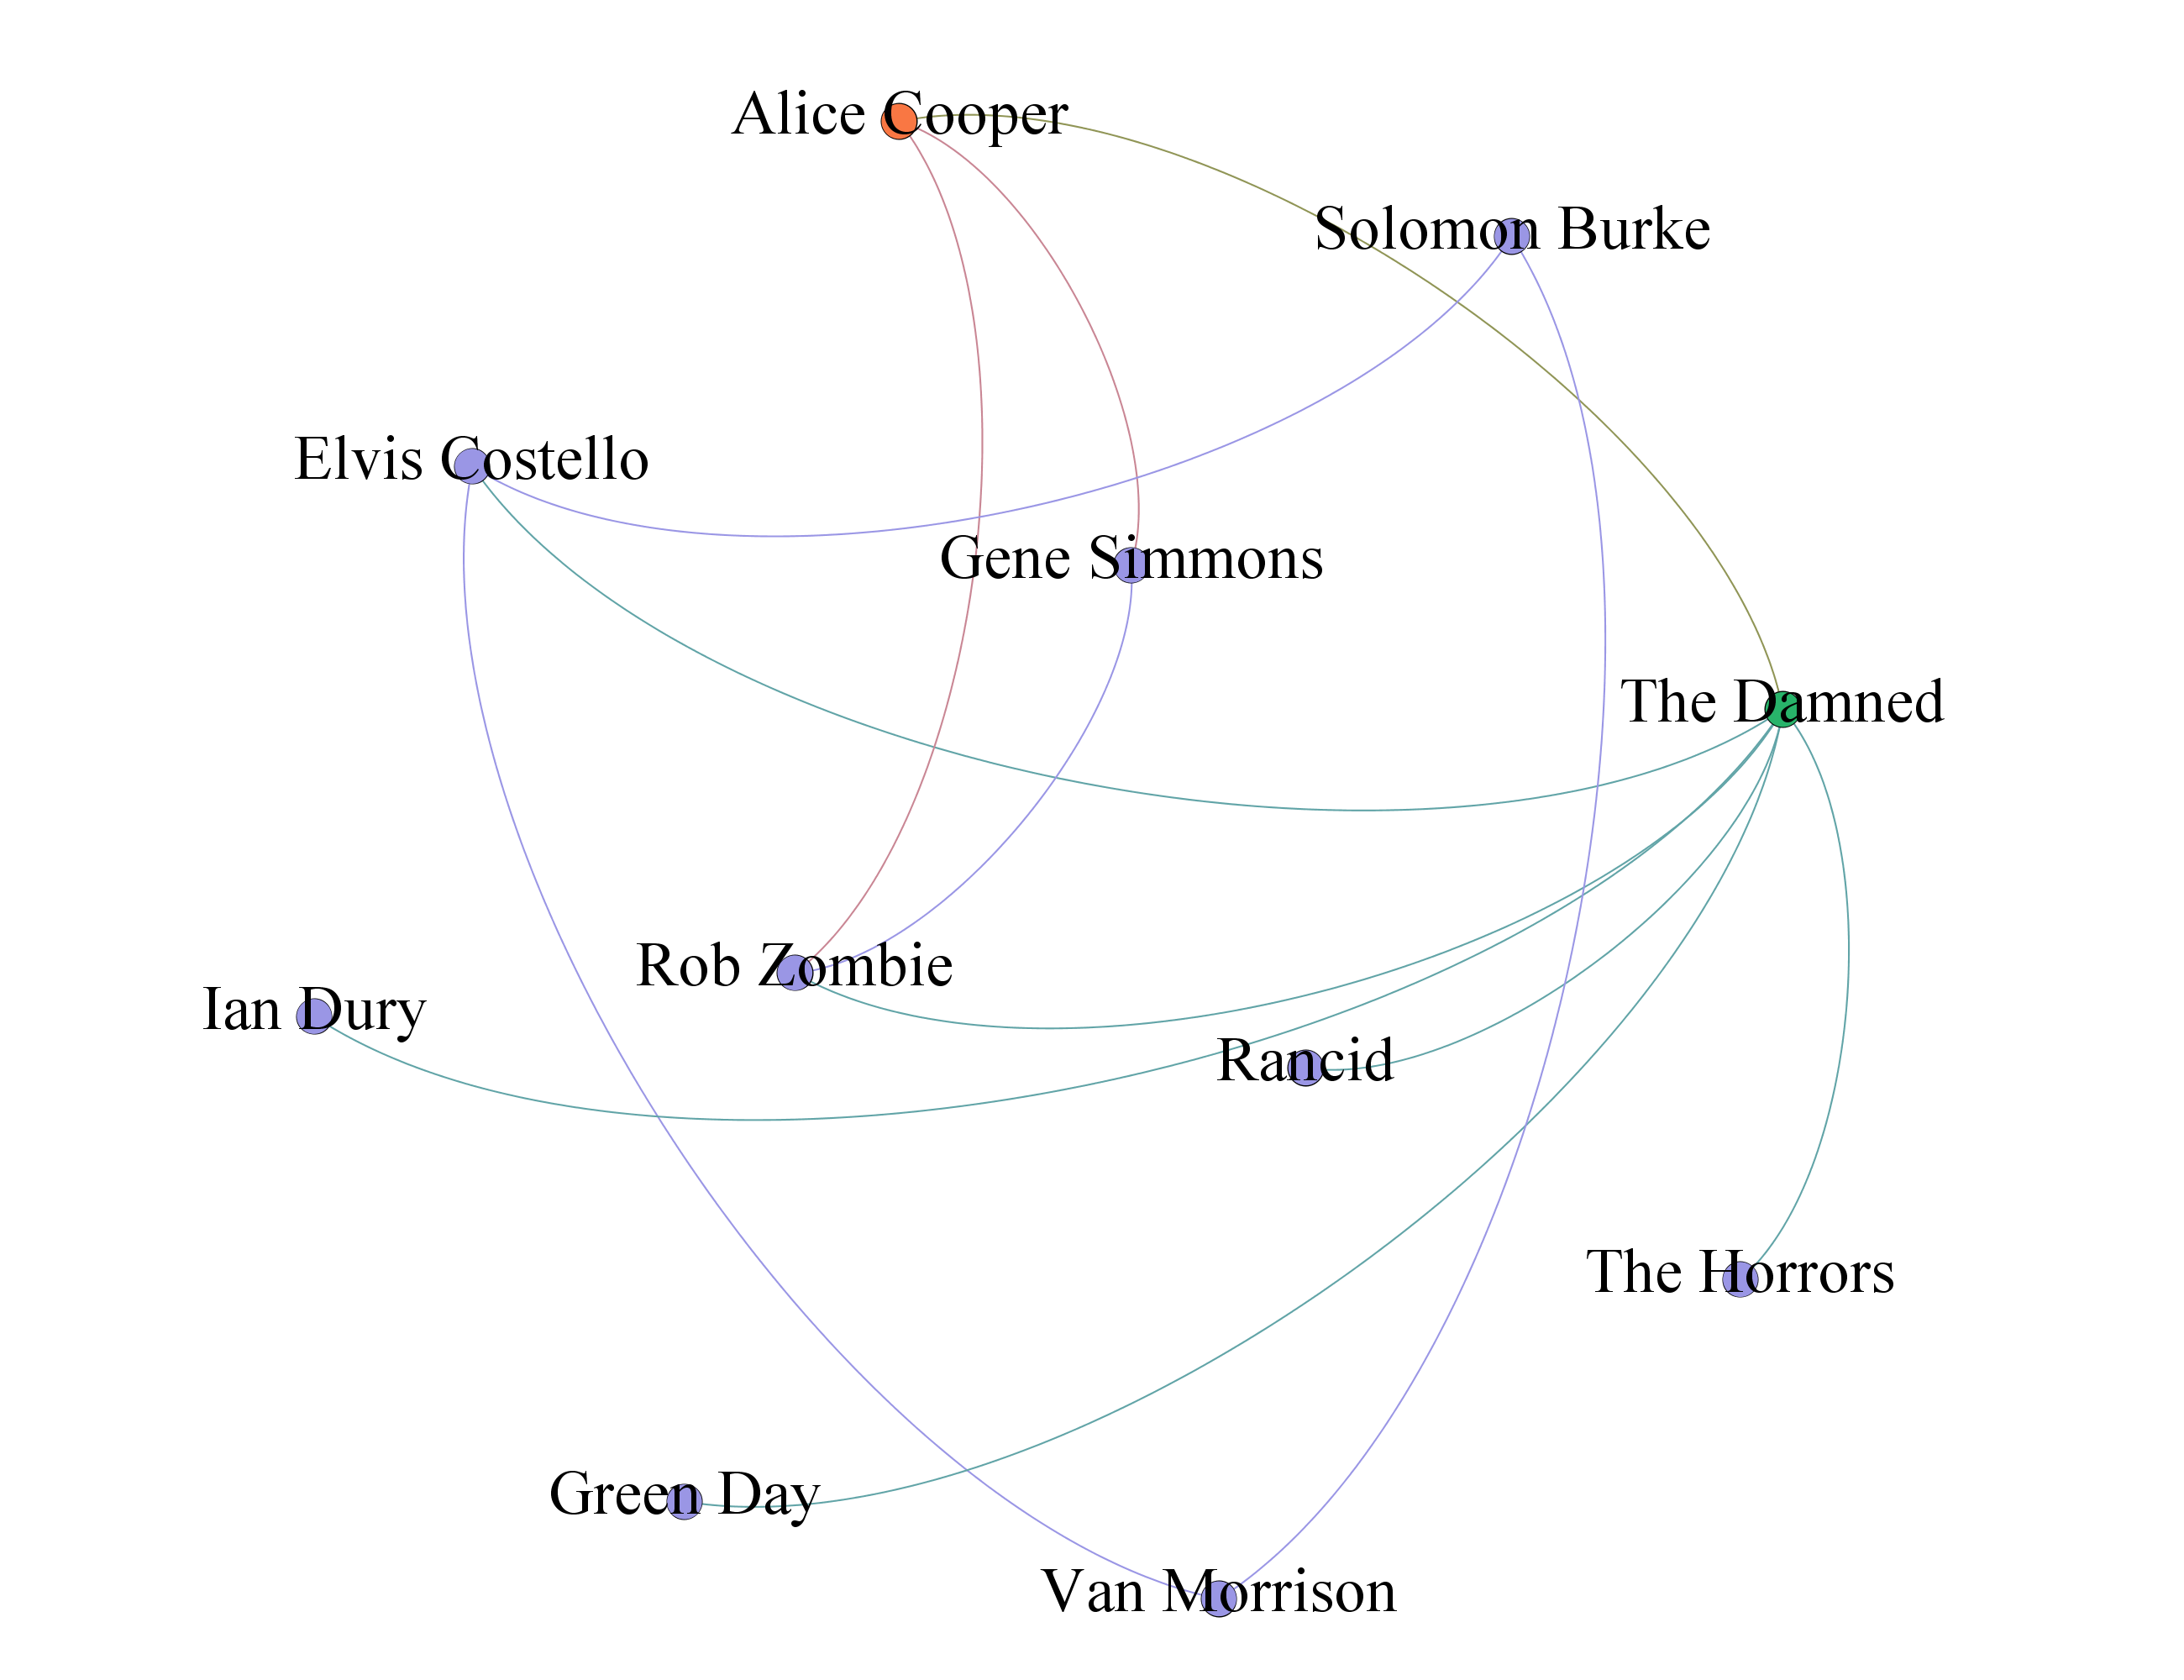 Alice Cooper
Solomon Burke
Elvis Costello
Gene Simmons
The Damned
Rob Zombie
Ian Dury
Rancid
The Horrors
Green Day
Van Morrison